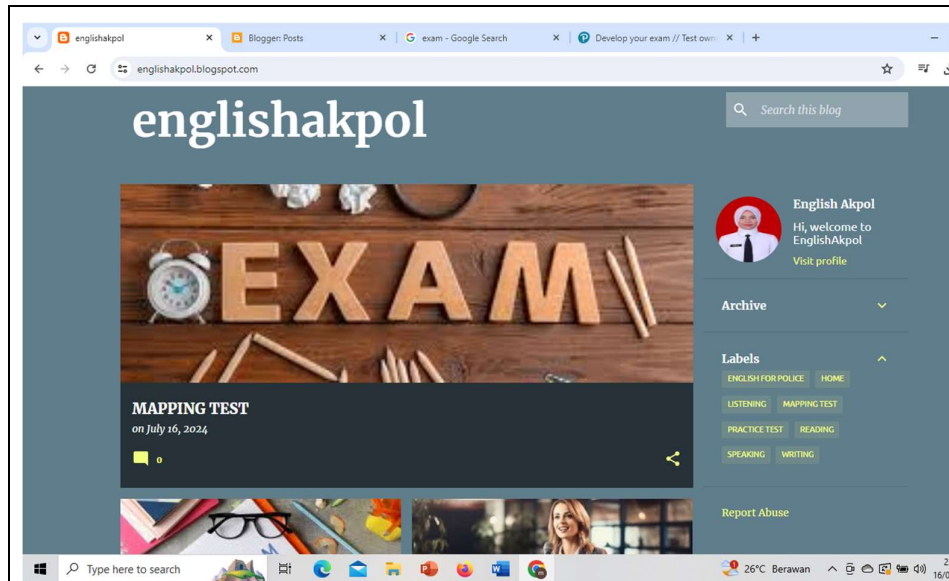 englishakpol
Blogger: Posts
exam - Google Search
Develop your exam // Test own
englishakpol.blogspot.com
englishakpol
Search this blog
EXAM
English Akpol
Hi, welcome to
EnglishAkpol
Visit profile
Archive
Labels
ENGLISH FOR POLICE HOME
LISTENING MAPPING TEST
PRACTICE TEST READING
SPEAKING WRITING
MAPPING TEST
on July 16, 2024
0
Report Abuse
Type here to search
26°C Berawan